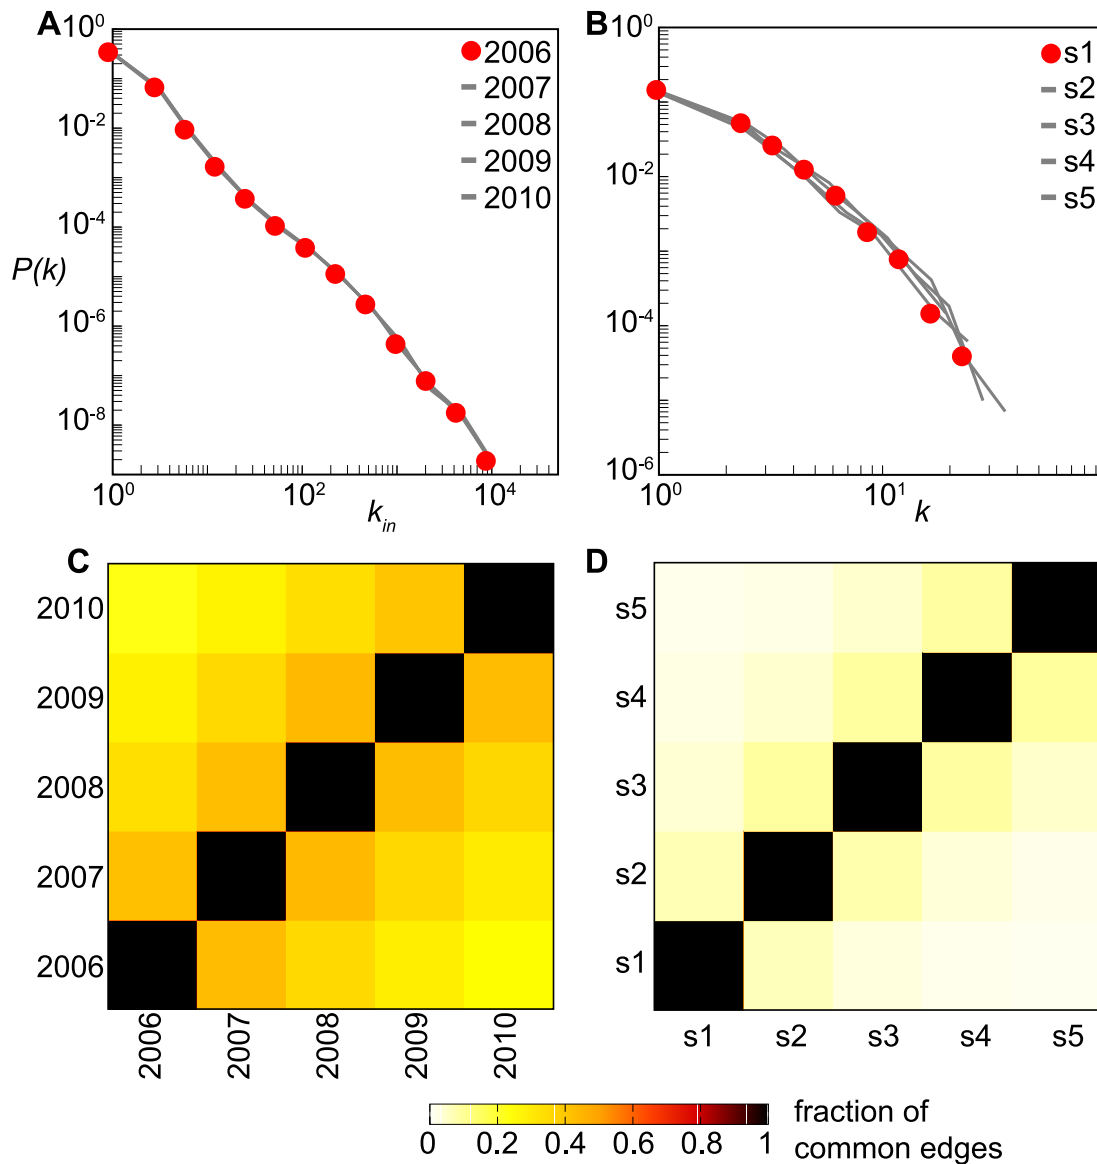 A
10^0
10^-2
10^-4
10^-6
10^-8
P(k)
2006
2007
2008
2009
2010
10^0
10^2
10^4
k_in
B
10^0
10^-2
10^-4
10^-6
s1
s2
s3
s4
s5
10^0
10^1
k
C
2010
2009
2008
2007
2006
2006
2007
2008
2009
2010
D
s5
s4
s3
s2
s1
s1 s2 s3 s4 s5
0 0.2 0.4 0.6 0.8 1
fraction of
common edges